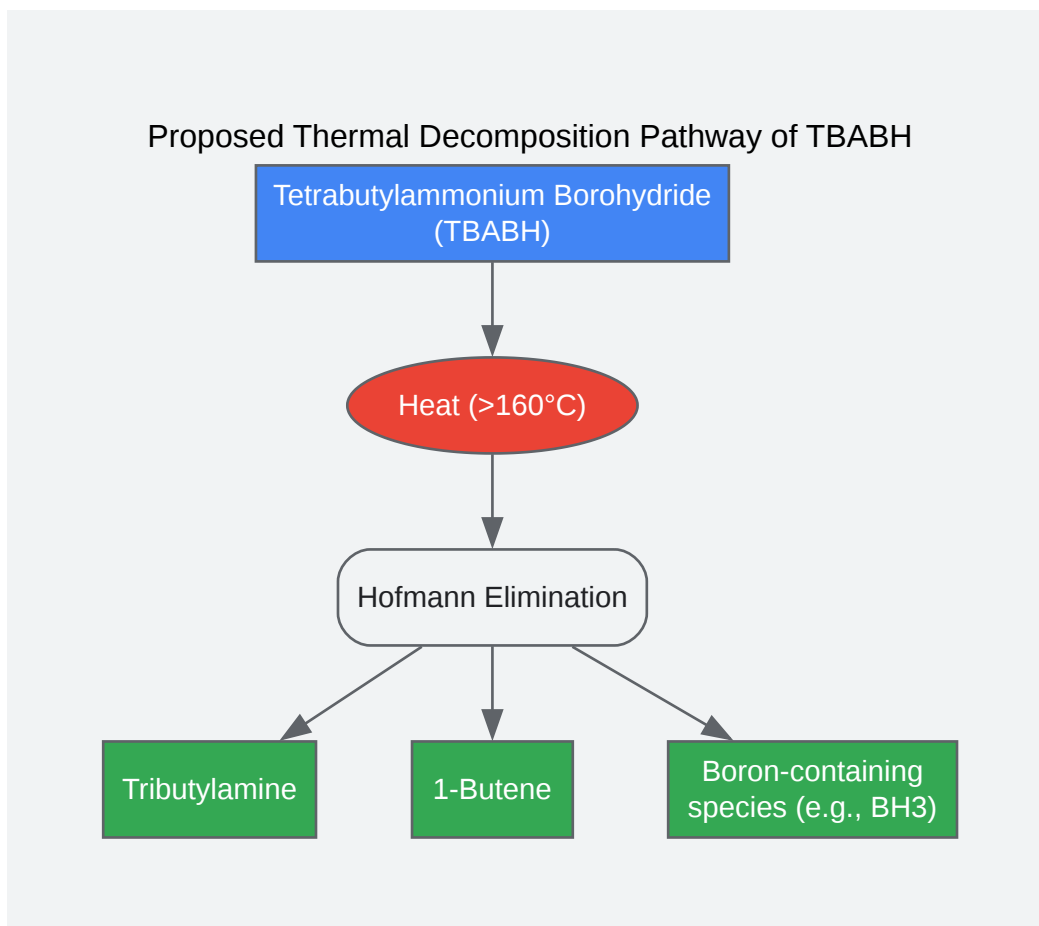 Proposed Thermal Decomposition Pathway of TBABH
Tetrabutylammonium Borohydride
(TBABH)
Heat (>160°C)
Hofmann Elimination
Tributylamine
1-Butene
Boron-containing
species (e.g., BH3)